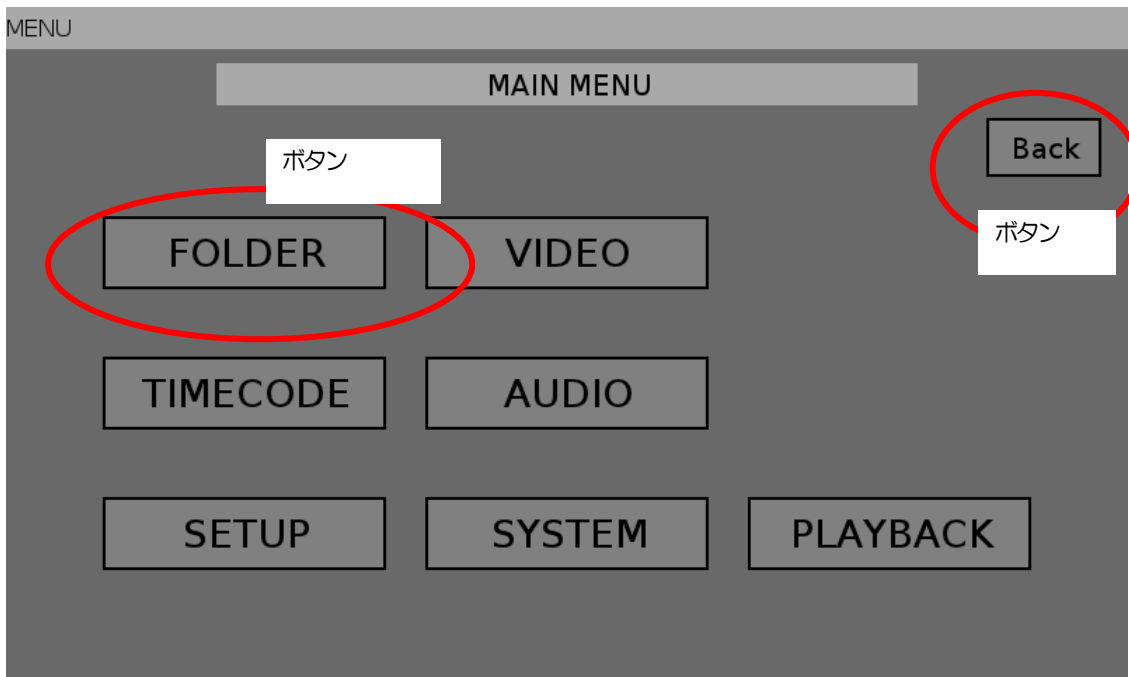 MENU
MAIN MENU
Back
ボタン
ボタン
FOLDER
VIDEO
TIMECODE
AUDIO
SETUP
SYSTEM
PLAYBACK